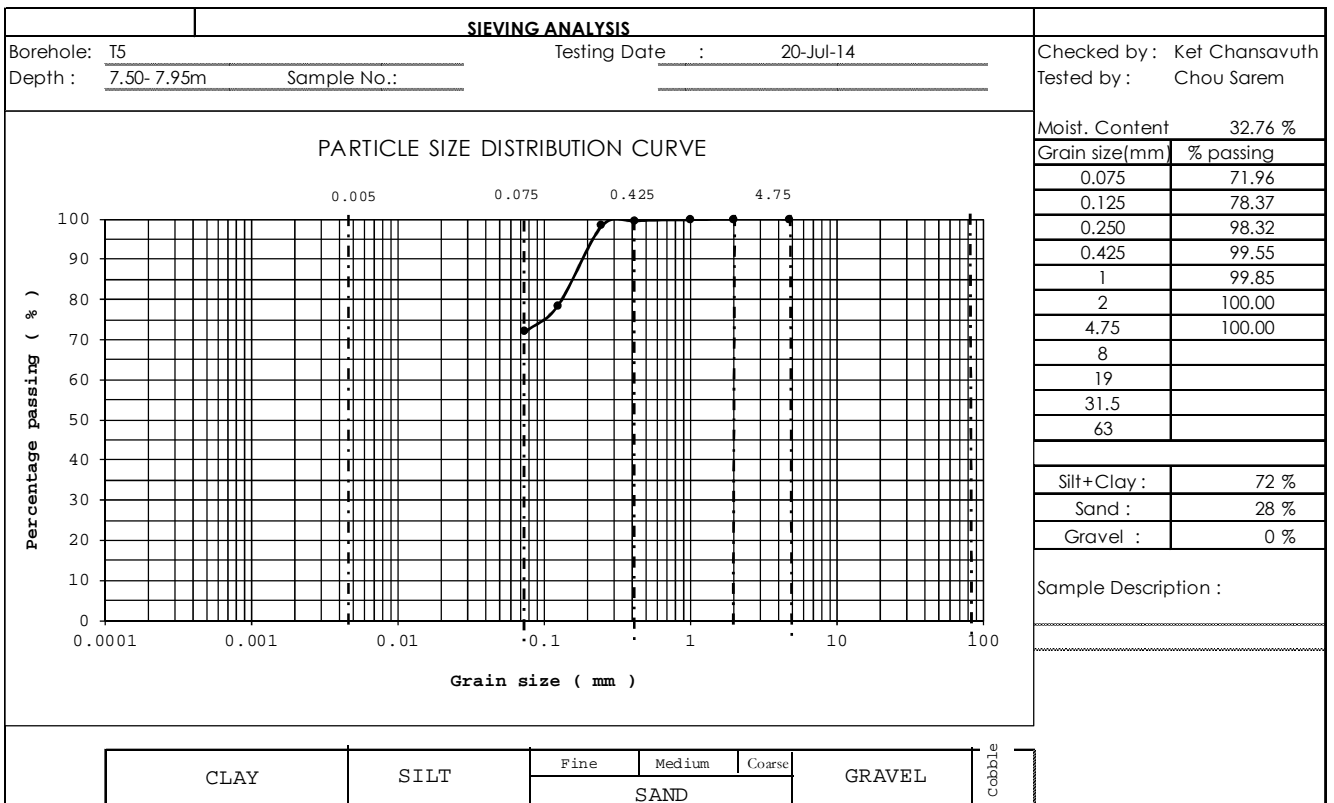 SIEVING ANALYSIS
Borehole: T5 Testing Date : 20-Jul-14
Depth : 7.50- 7.95m Sample No.:
Checked by : Ket Chansavuth
Tested by : Chou Sarem
Moist. Content 32.76 %
Grain size(mm) % passing
0.075 71.96
0.125 78.37
0.250 98.32
0.425 99.55
1 99.85
2 100.00
4.75 100.00
8
19
31.5
63
Silt+Clay : 72 %
Sand : 28 %
Gravel : 0 %
Sample Description :
PARTICLE SIZE DISTRIBUTION CURVE
0.005 0.075 0.425 4.75
Percentage passing ( % )
100
90
80
70
60
50
40
30
20
10
0
0.0001 0.001 0.01 0.1 1 10 100
Grain size ( mm )
CLAY SILT Fine Medium Coarse GRAVEL Cobble
SAND